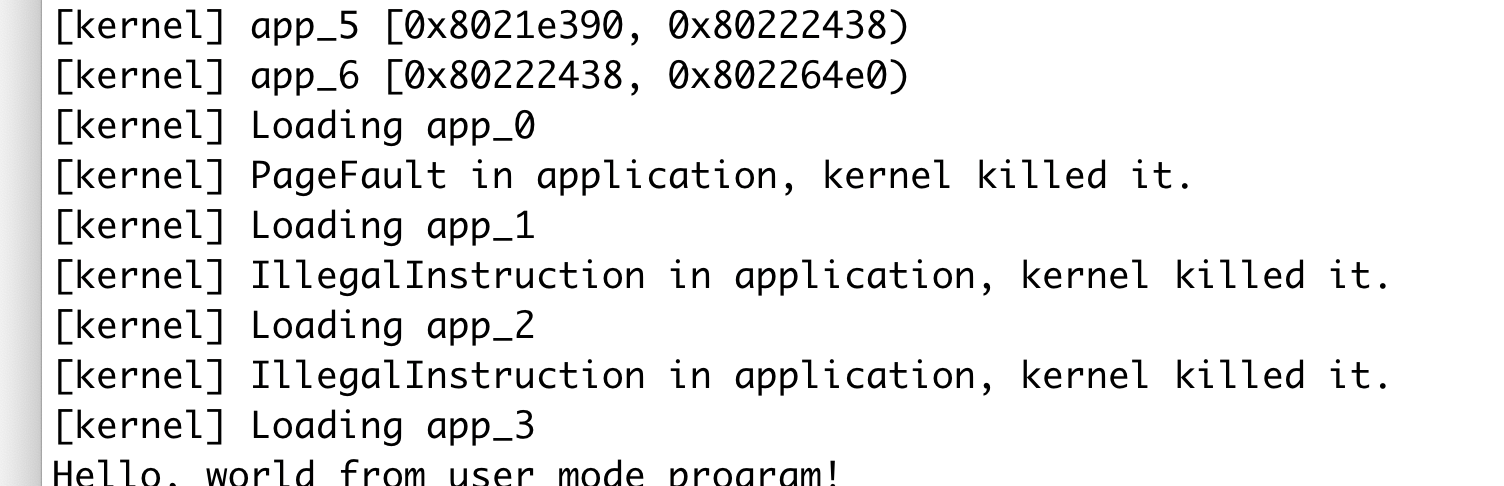 [kernel] app_5 [0x8021e390, 0x80222438)
[kernel] app_6 [0x80222438, 0x802264e0)
[kernel] Loading app_0
[kernel] PageFault in application, kernel killed it.
[kernel] Loading app_1
[kernel] IllegalInstruction in application, kernel killed it.
[kernel] Loading app_2
[kernel] IllegalInstruction in application, kernel killed it.
[kernel] Loading app_3
Hello, world from user mode program!